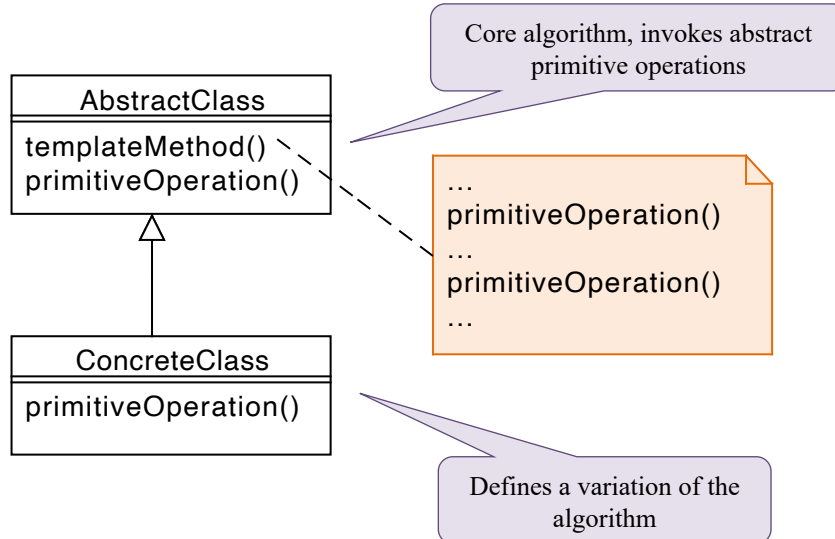 Core algorithm, invokes abstract
primitive operations
AbstractClass
templateMethod()
primitiveOperation()
...
primitiveOperation()
...
primitiveOperation()
...
ConcreteClass
primitiveOperation()
Defines a variation of the
algorithm